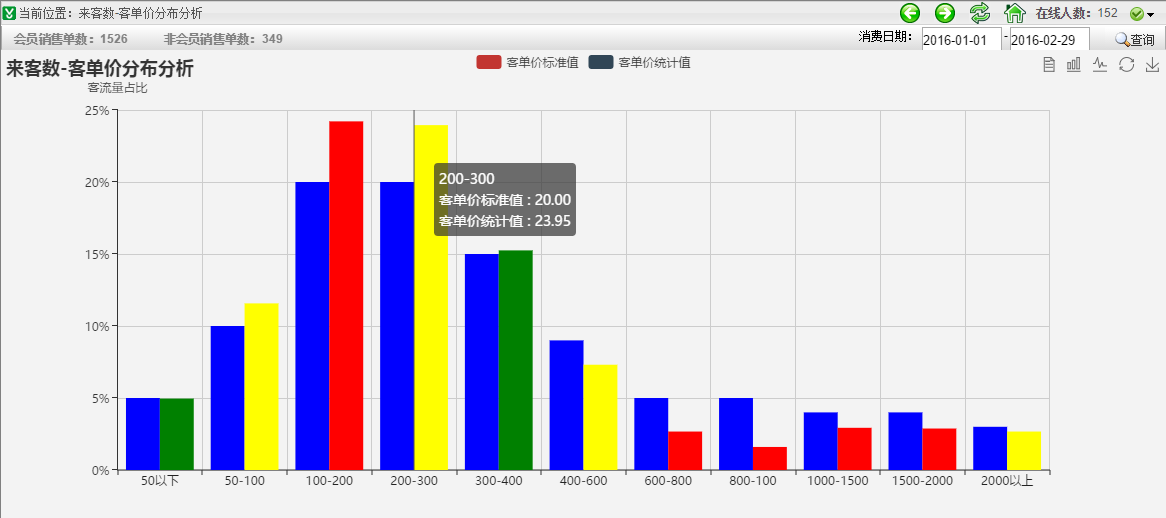 当前位置：来客数-客单价分布分析
在线人数：152
会员销售单数：1526 非会员销售单数：349
消费日期： 2016-01-01 - 2016-02-29 查询
来客数-客单价分布分析
客单价标准值 客单价统计值
客流量占比
25%
20%
15%
10%
5%
0%
200-300
客单价标准值 : 20.00
客单价统计值 : 23.95
50以下 50-100 100-200 200-300 300-400 400-600 600-800 800-100 1000-1500 1500-2000 2000以上